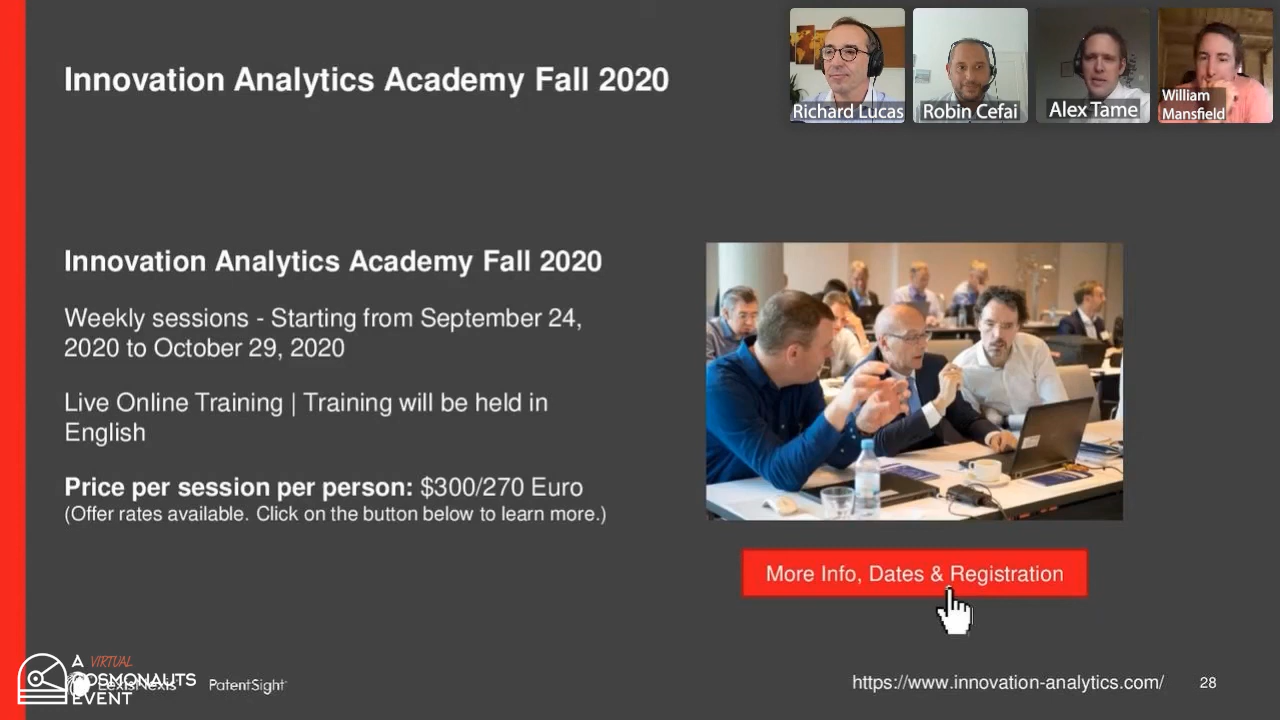 Innovation Analytics Academy Fall 2020
Richard Lucas
Robin Cefai
Alex Tame
William
Mansfield
Innovation Analytics Academy Fall 2020
Weekly sessions - Starting from September 24,
2020 to October 29, 2020
Live Online Training | Training will be held in
English
Price per session per person: $300/270 Euro
(Offer rates available. Click on the button below to learn more.)
More Info, Dates & Registration
A VIRTUAL
COSMONAUTS
EVENT
LexisNexis
PatentSight
https://www.innovation-analytics.com/
28